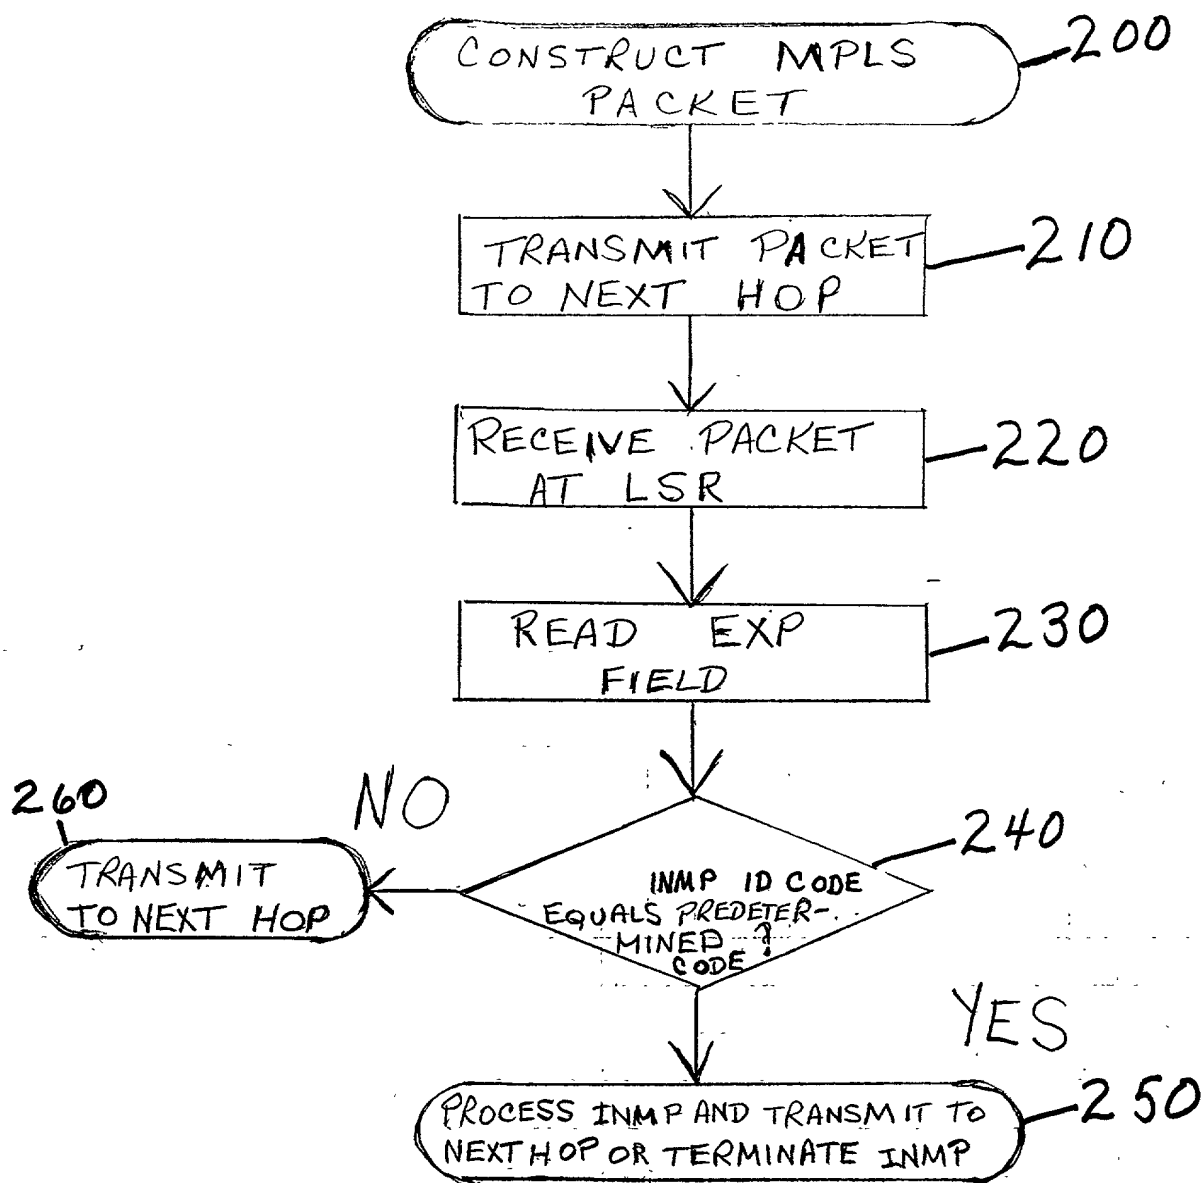 CONSTRUCT MPLS
PACKET
200
TRANSMIT PACKET
TO NEXT HOP
210
RECEIVE PACKET
AT LSR
220
READ EXP
FIELD
230
NO
260
TRANSMIT
TO NEXT HOP
240
INMP ID CODE
EQUALS PREDETER-
MINED ?
CODE
YES
PROCESS INMP AND TRANSMIT TO
NEXT HOP OR TERMINATE INMP
250